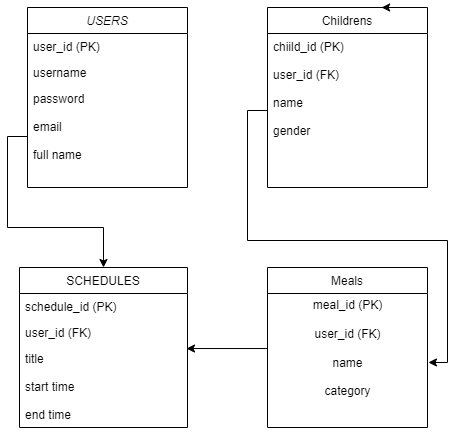 USERS
user_id (PK)
username
password
email
full name
Childrens
chiild_id (PK)
user_id (FK)
name
gender
SCHEDULES
schedule_id (PK)
user_id (FK)
title
start time
end time
Meals
meal_id (PK)
user_id (FK)
name
category